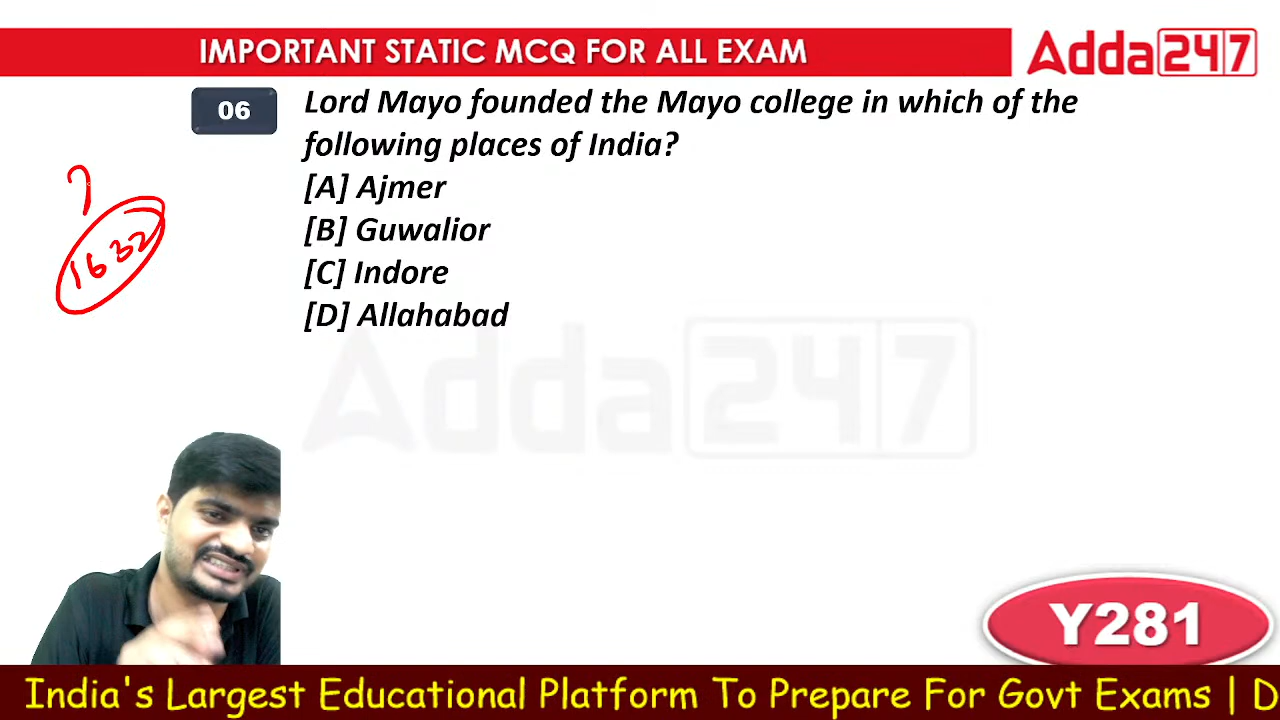 IMPORTANT STATIC MCQ FOR ALL EXAM
Adda247
06
Lord Mayo founded the Mayo college in which of the
following places of India?
[A] Ajmer
[B] Guwalior
[C] Indore
[D] Allahabad
1632
Adda247
Y281
India's Largest Educational Platform To Prepare For Govt Exams | D